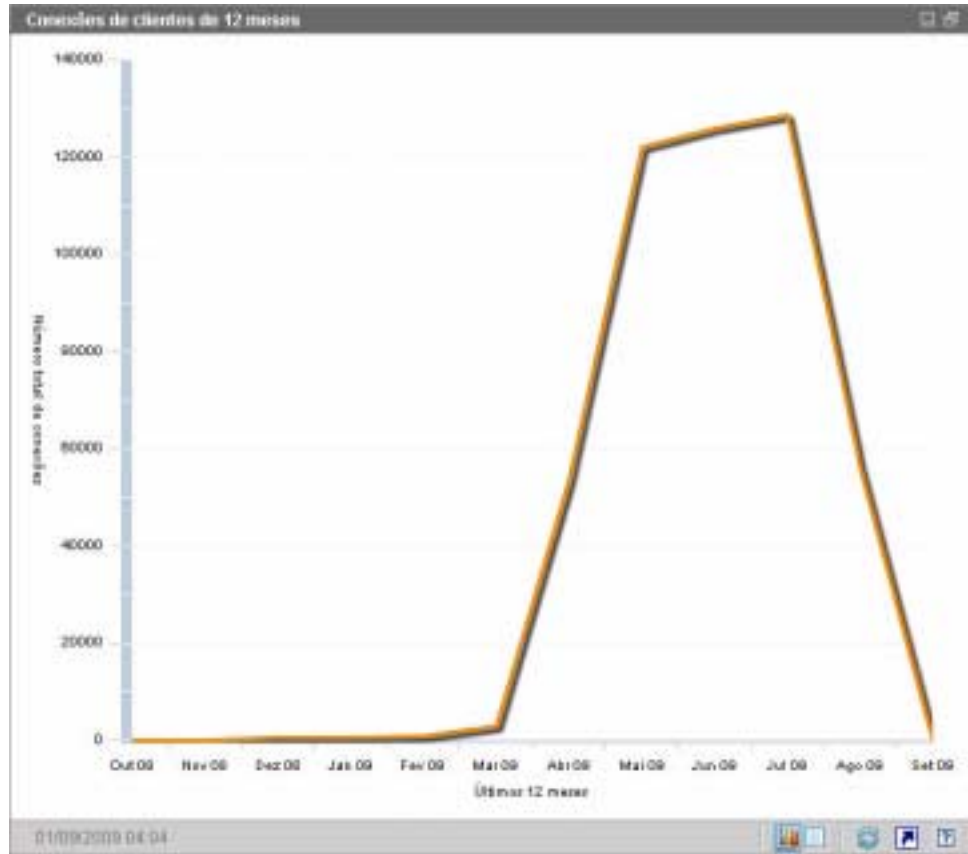 Conexões de clientes de 12 meses
140000
120000
100000
80000
60000
40000
20000
0
Número total de conexões
Out 08
Nov 08
Dez 08
Jan 09
Fev 09
Mar 09
Abr 09
Mai 09
Jun 09
Jul 09
Ago 09
Set 09
Últimos 12 meses
01/09/2009 04:04